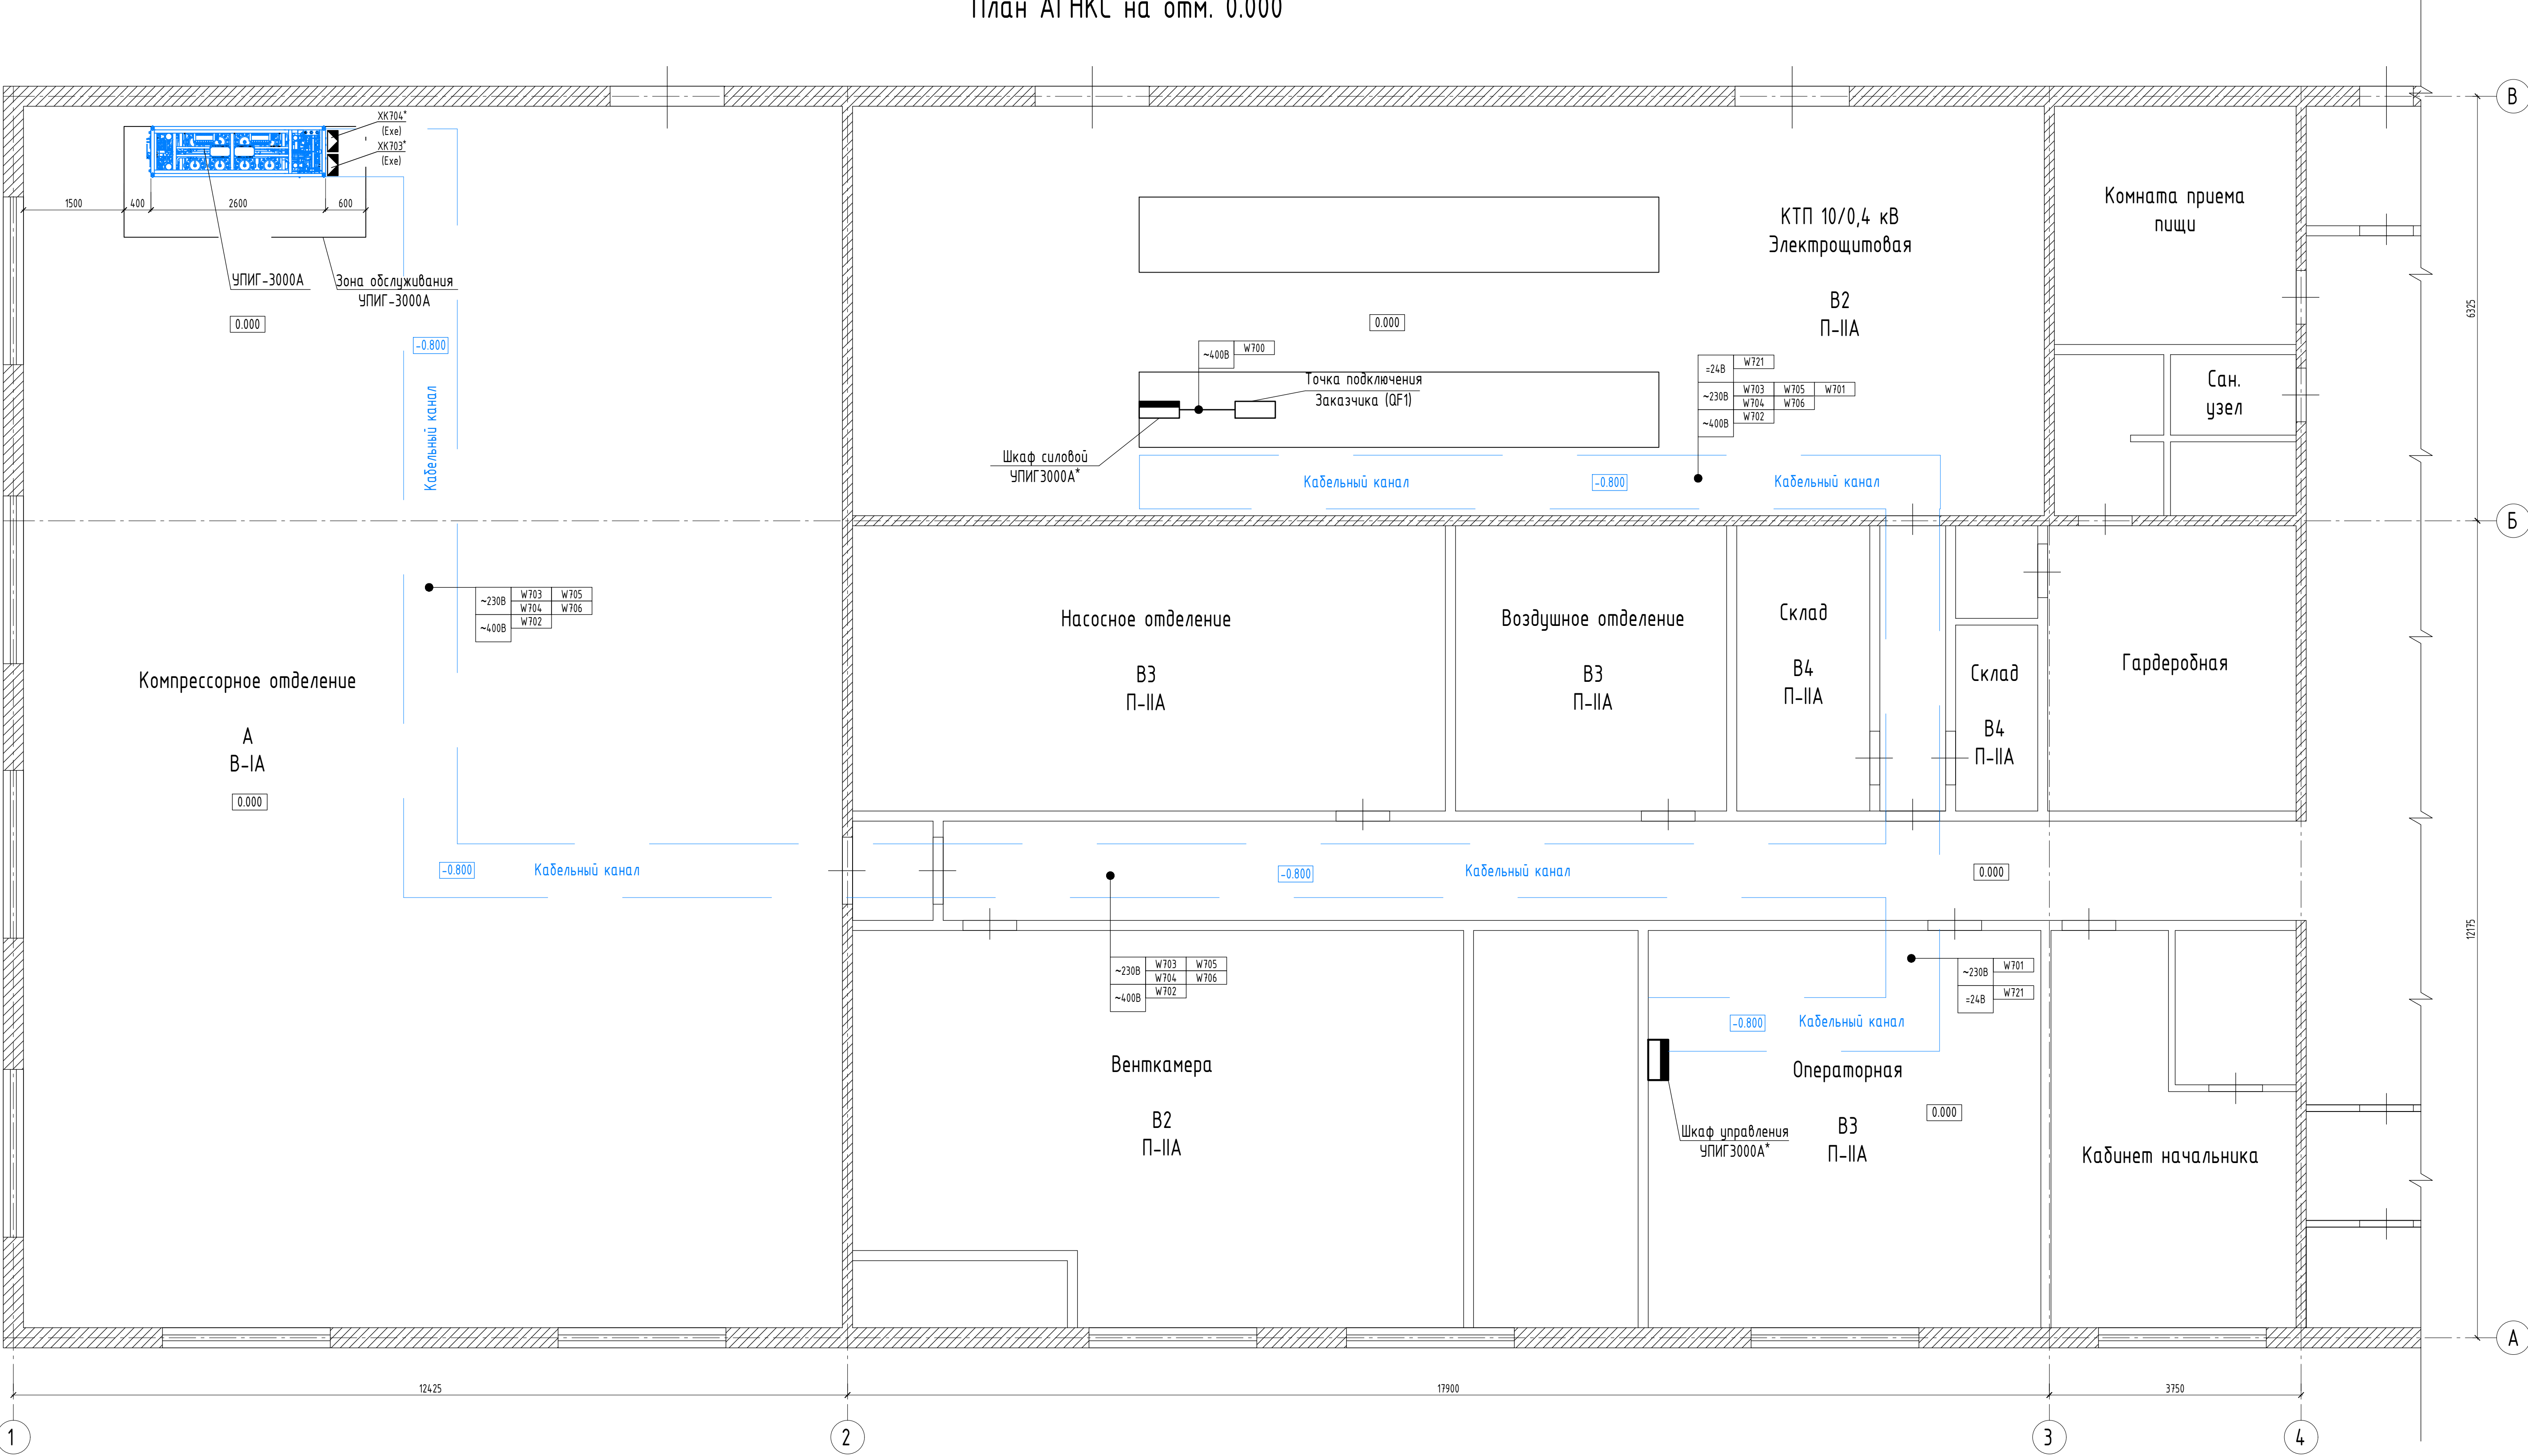 План АГНКС на отм. 0.000
ХК704*
(Exe)
ХК703*
(Exe)
1500
400
2600
600
УПИГ-3000А
Зона обслуживания
УПИГ-3000А
0.000
-0.800
Кабельный канал
~230В W703 W705
W704 W706
~400В W702
Компрессорное отделение
А
В-IА
0.000
-0.800
Кабельный канал
КТП 10/0,4 кВ
Электрощитовая
В2
П-IIА
0.000
~400В W700
Точка подключения
Заказчика (QF1)
Шкаф силовой
УПИГ3000А*
=24В W721
~230В W703 W705 W701
W704 W706
~400В W702
Кабельный канал
-0.800
Кабельный канал
Комната приема
пищи
Сан.
узел
Насосное отделение
В3
П-IIА
Воздушное отделение
В3
П-IIА
Склад
В4
П-IIА
Склад
В4
П-IIА
Гардеробная
-0.800
Кабельный канал
0.000
~230В W703 W705
W704 W706
~400В W702
~230В W701
=24В W721
-0.800
Кабельный канал
Венткамера
В2
П-IIА
Операторная
В3
П-IIА
0.000
Шкаф управления
УПИГ3000А*
Кабинет начальника
6325
12175
В
Б
А
12425
17900
3750
1
2
3
4